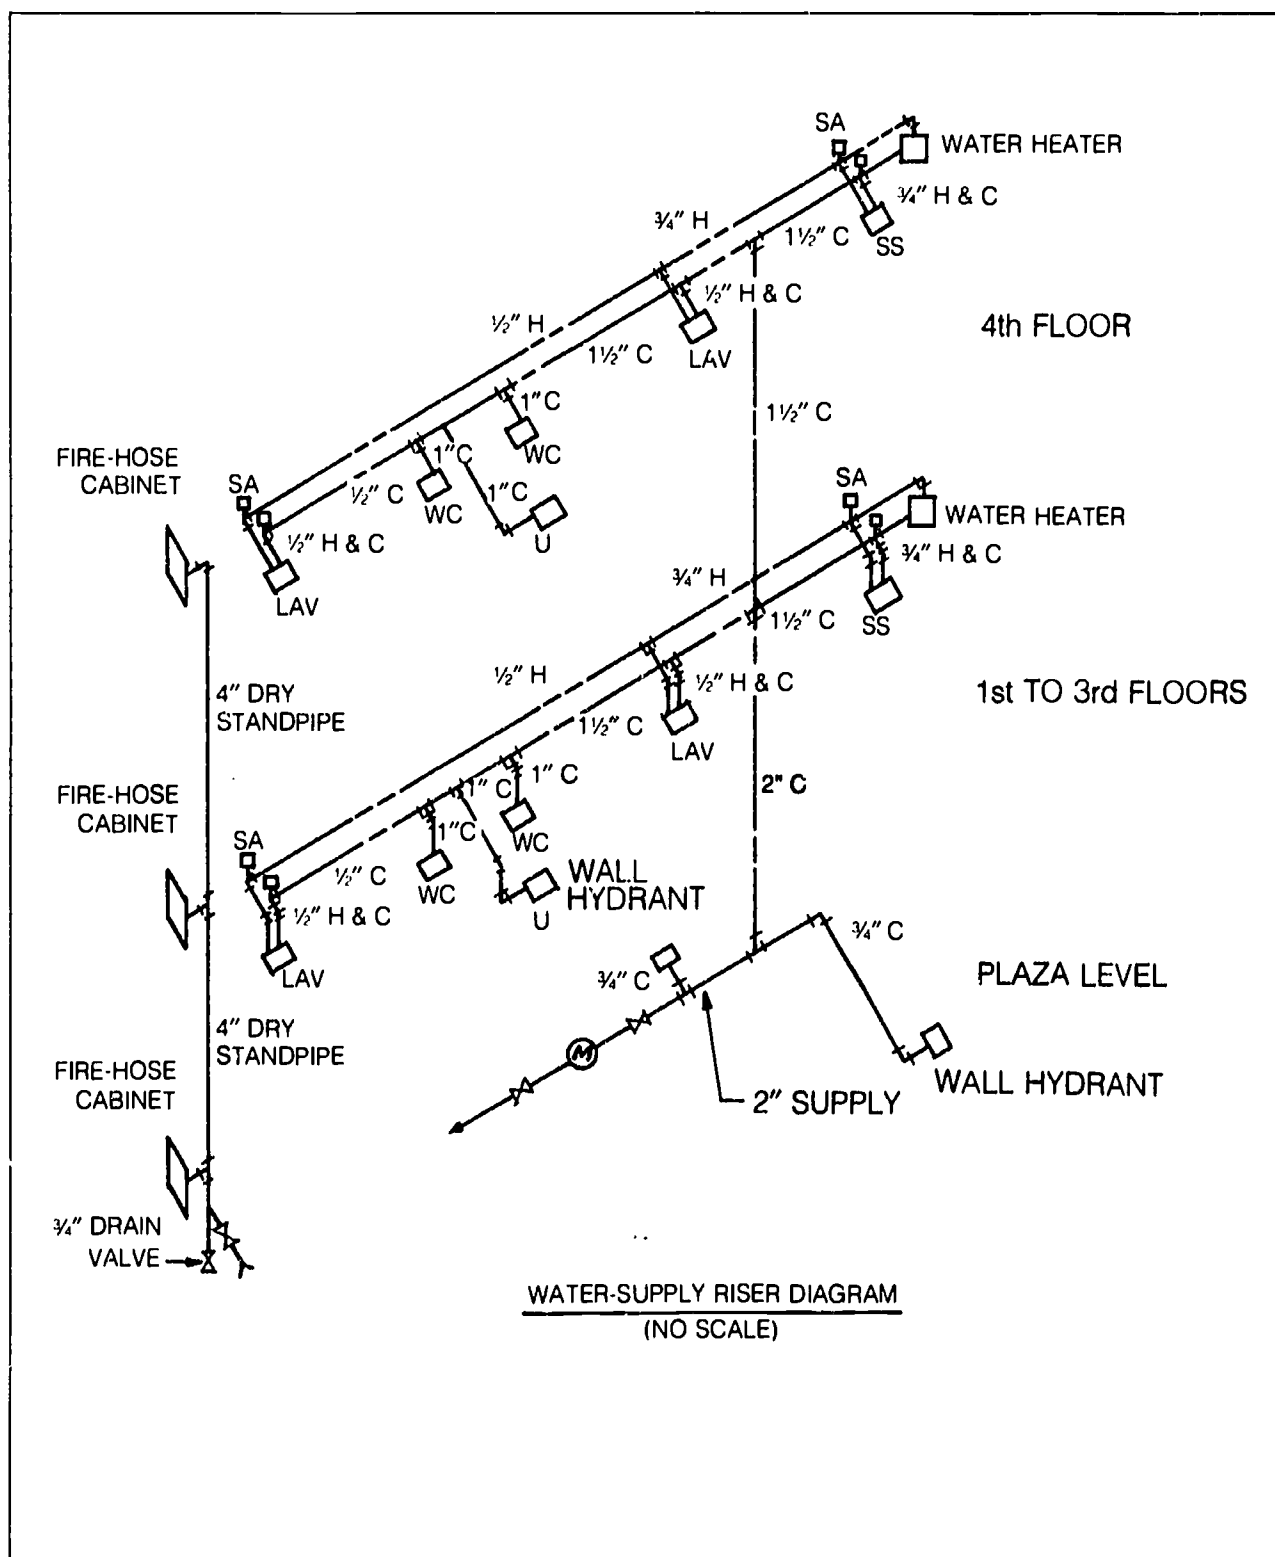 SA
WATER HEATER
¾" H & C
¾" H
1½" C
SS
½" H & C
½" H
4th FLOOR
1½" C
LAV
1"C
1½" C
FIRE-HOSE
CABINET
WC
1"C
SA
½" C
1"C
WC
SA
½" H & C
U
WATER HEATER
¾" H & C
LAV
¾" H
1½" C
SS
½" H
½" H & C
1st TO 3rd FLOORS
4" DRY
STANDPIPE
1½" C
LAV
1" C
1" C
2" C
FIRE-HOSE
CABINET
1"C
SA
WC
WALL
HYDRANT
½" C
WC
½" H & C
U
¾" C
LAV
¾" C
PLAZA LEVEL
4" DRY
STANDPIPE
M
FIRE-HOSE
CABINET
WALL HYDRANT
2" SUPPLY
¾" DRAIN
VALVE
WATER-SUPPLY RISER DIAGRAM
(NO SCALE)